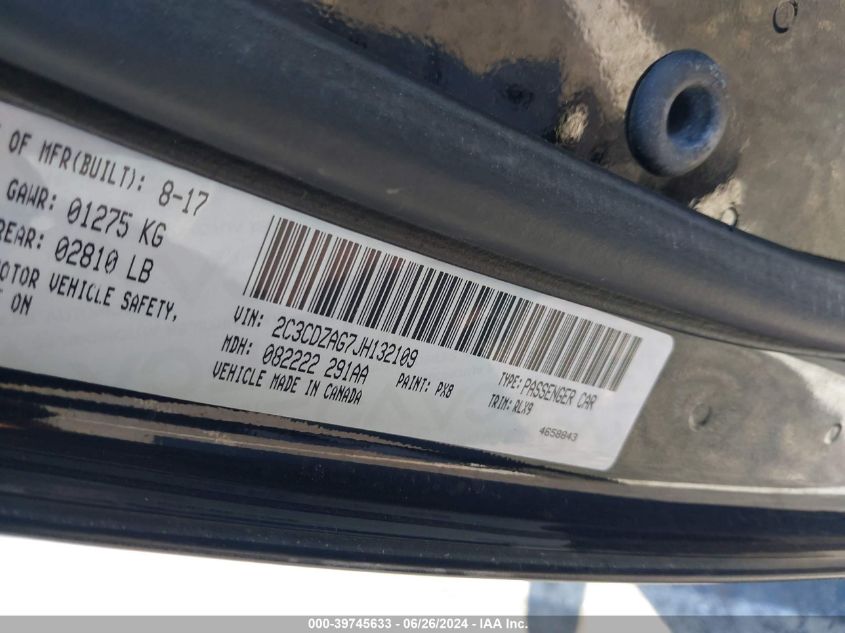 OF MFR(BUILT): 8-17
GAWR: 01275 KG
REAR: 02810 LB
MOTOR VEHICLE SAFETY,
ON
VIN: 2C3CDZAG7JH132109
MDH: 082222 291AA
PAINT: PX8
VEHICLE MADE IN CANADA
TYPE: PASSENGER CAR
TRIM: RLX9
4658843
000-39745633 - 06/26/2024 - IAA Inc.